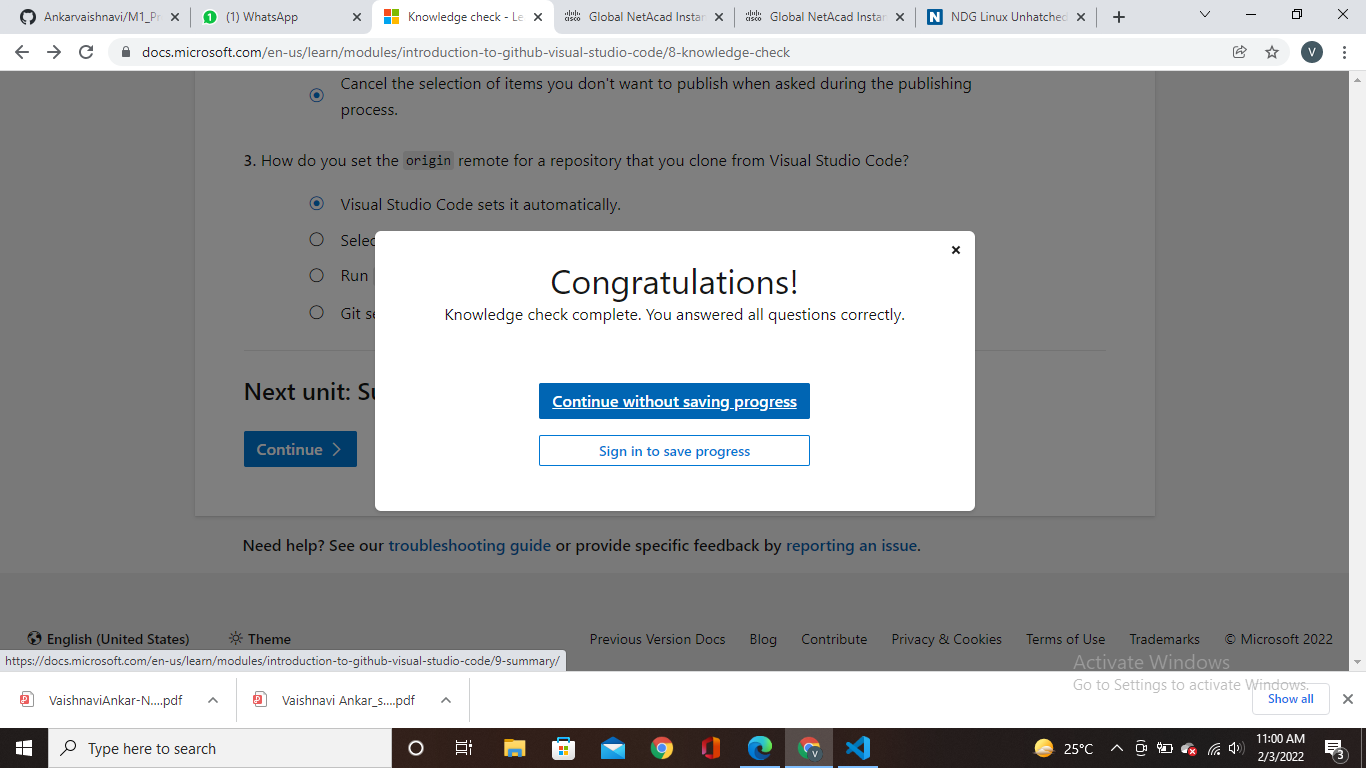 Ankarvaishnavi/M1_Pr
(1) WhatsApp
Knowledge check - Le
Global NetAcad Instan
Global NetAcad Instan
NDG Linux Unhatched
docs.microsoft.com/en-us/learn/modules/introduction-to-github-visual-studio-code/8-knowledge-check
V
Cancel the selection of items you don't want to publish when asked during the publishing
process.
3. How do you set the origin remote for a repository that you clone from Visual Studio Code?
Visual Studio Code sets it automatically.
Selec
Run
Git se
Congratulations!
Knowledge check complete. You answered all questions correctly.
Continue without saving progress
Sign in to save progress
Next unit: Su
Continue
Need help? See our troubleshooting guide or provide specific feedback by reporting an issue.
English (United States)
Theme
Previous Version Docs
Blog
Contribute
Privacy & Cookies
Terms of Use
Trademarks
© Microsoft 2022
https://docs.microsoft.com/en-us/learn/modules/introduction-to-github-visual-studio-code/9-summary/
Activate Windows
Go to Settings to activate Windows.
VaishnaviAnkar-N....pdf
Vaishnavi Ankar_s....pdf
Show all
Type here to search
25°C
11:00 AM
2/3/2022
3